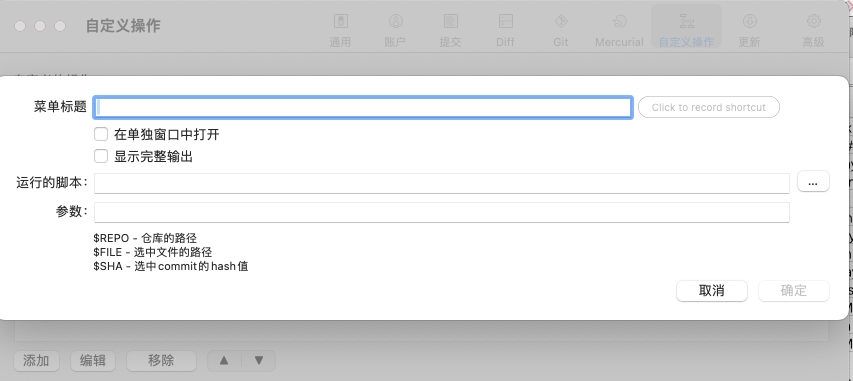 自定义操作
通用
账户
提交
Diff
Git
Mercurial
自定义操作
更新
高级
菜单标题
Click to record shortcut
在单独窗口中打开
显示完整输出
运行的脚本:
...
参数:
$REPO - 仓库的路径
$FILE - 选中文件的路径
$SHA - 选中commit的hash值
取消
确定
添加
编辑
移除